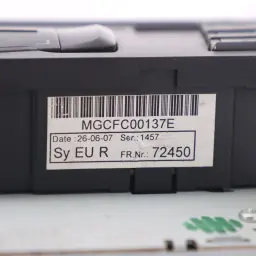 MGCFC00137E
Date :26-06-07 Ser.:1457
Sy EU R FR.Nr.: 72450